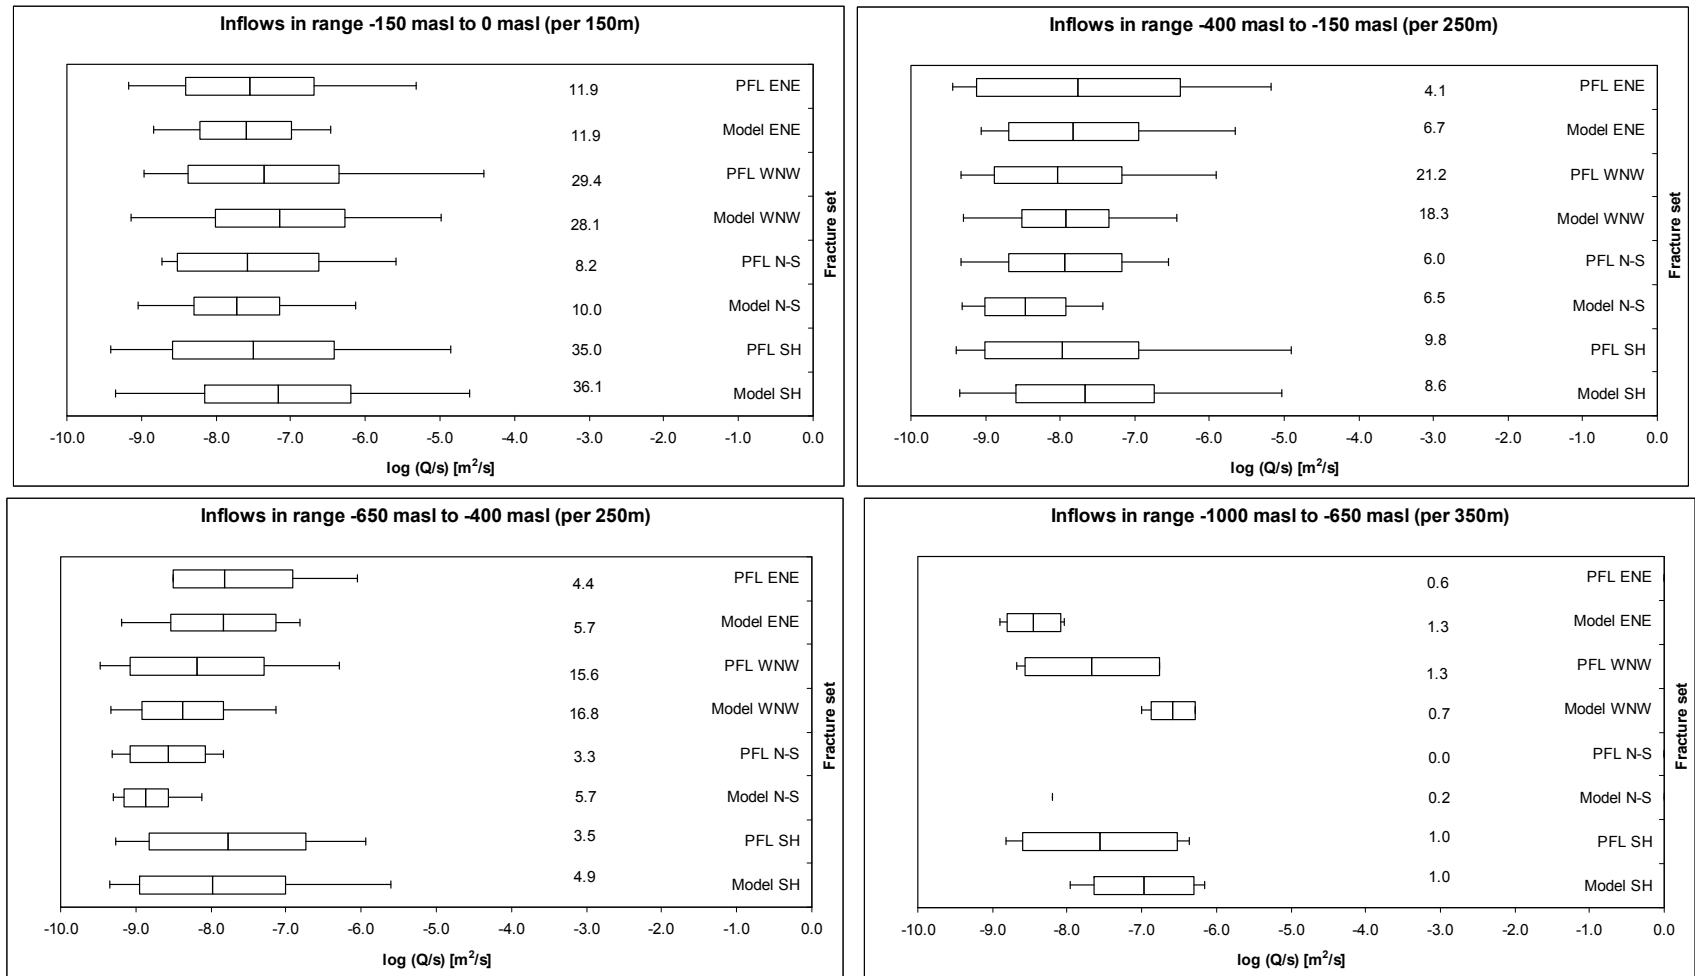 Inflows in range -150 masl to 0 masl (per 150m)
11.9 PFL ENE
11.9 Model ENE
29.4 PFL WNW
28.1 Model WNW
8.2 PFL N-S
10.0 Model N-S
35.0 PFL SH
36.1 Model SH
Fracture set
-10.0 -9.0 -8.0 -7.0 -6.0 -5.0 -4.0 -3.0 -2.0 -1.0 0.0
log (Q/s) [m²/s]
Inflows in range -400 masl to -150 masl (per 250m)
4.1 PFL ENE
6.7 Model ENE
21.2 PFL WNW
18.3 Model WNW
6.0 PFL N-S
6.5 Model N-S
9.8 PFL SH
8.6 Model SH
Fracture set
-10.0 -9.0 -8.0 -7.0 -6.0 -5.0 -4.0 -3.0 -2.0 -1.0 0.0
log (Q/s) [m²/s]
Inflows in range -650 masl to -400 masl (per 250m)
4.4 PFL ENE
5.7 Model ENE
15.6 PFL WNW
16.8 Model WNW
3.3 PFL N-S
5.7 Model N-S
3.5 PFL SH
4.9 Model SH
Fracture set
-10.0 -9.0 -8.0 -7.0 -6.0 -5.0 -4.0 -3.0 -2.0 -1.0 0.0
log (Q/s) [m²/s]
Inflows in range -1000 masl to -650 masl (per 350m)
0.6 PFL ENE
1.3 Model ENE
1.3 PFL WNW
0.7 Model WNW
0.0 PFL N-S
0.2 Model N-S
1.0 PFL SH
1.0 Model SH
Fracture set
-10.0 -9.0 -8.0 -7.0 -6.0 -5.0 -4.0 -3.0 -2.0 -1.0 0.0
log (Q/s) [m²/s]